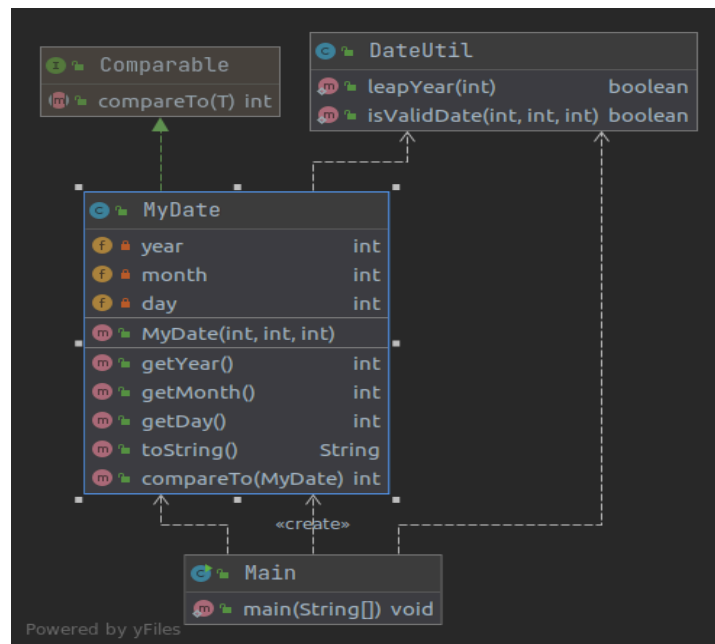 Comparable
compareTo(T) int
DateUtil
leapYear(int) boolean
isValidDate(int, int, int) boolean
MyDate
year int
month int
day int
MyDate(int, int, int)
getYear() int
getMonth() int
getDay() int
toString() String
compareTo(MyDate) int
«create»
Main
main(String[]) void
Powered by yFiles